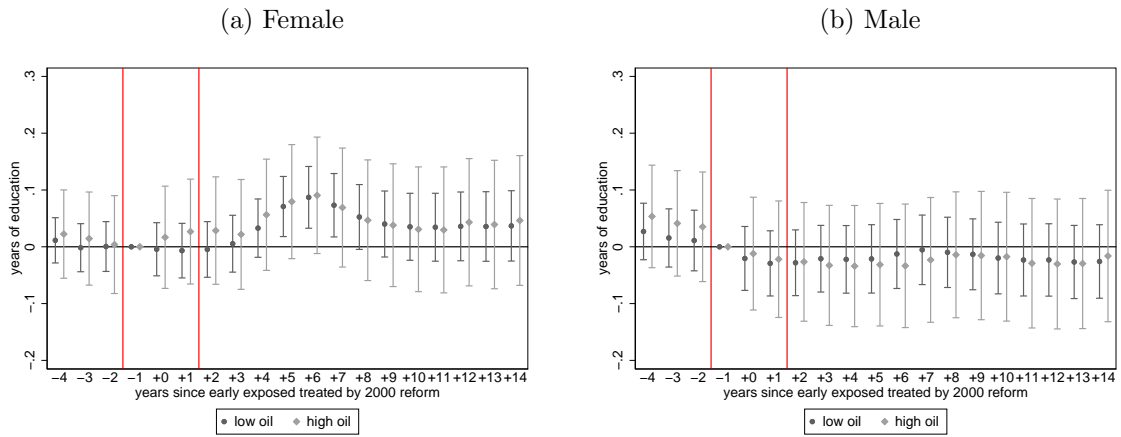 (a) Female
.3
.2
.1
0
−.1
−.2
years of education
−4 −3 −2 −1 +0 +1 +2 +3 +4 +5 +6 +7 +8 +9 +10 +11 +12 +13 +14
years since early exposed treated by 2000 reform
low oil high oil
(b) Male
.3
.2
.1
0
−.1
−.2
years of education
−4 −3 −2 −1 +0 +1 +2 +3 +4 +5 +6 +7 +8 +9 +10 +11 +12 +13 +14
years since early exposed treated by 2000 reform
low oil high oil